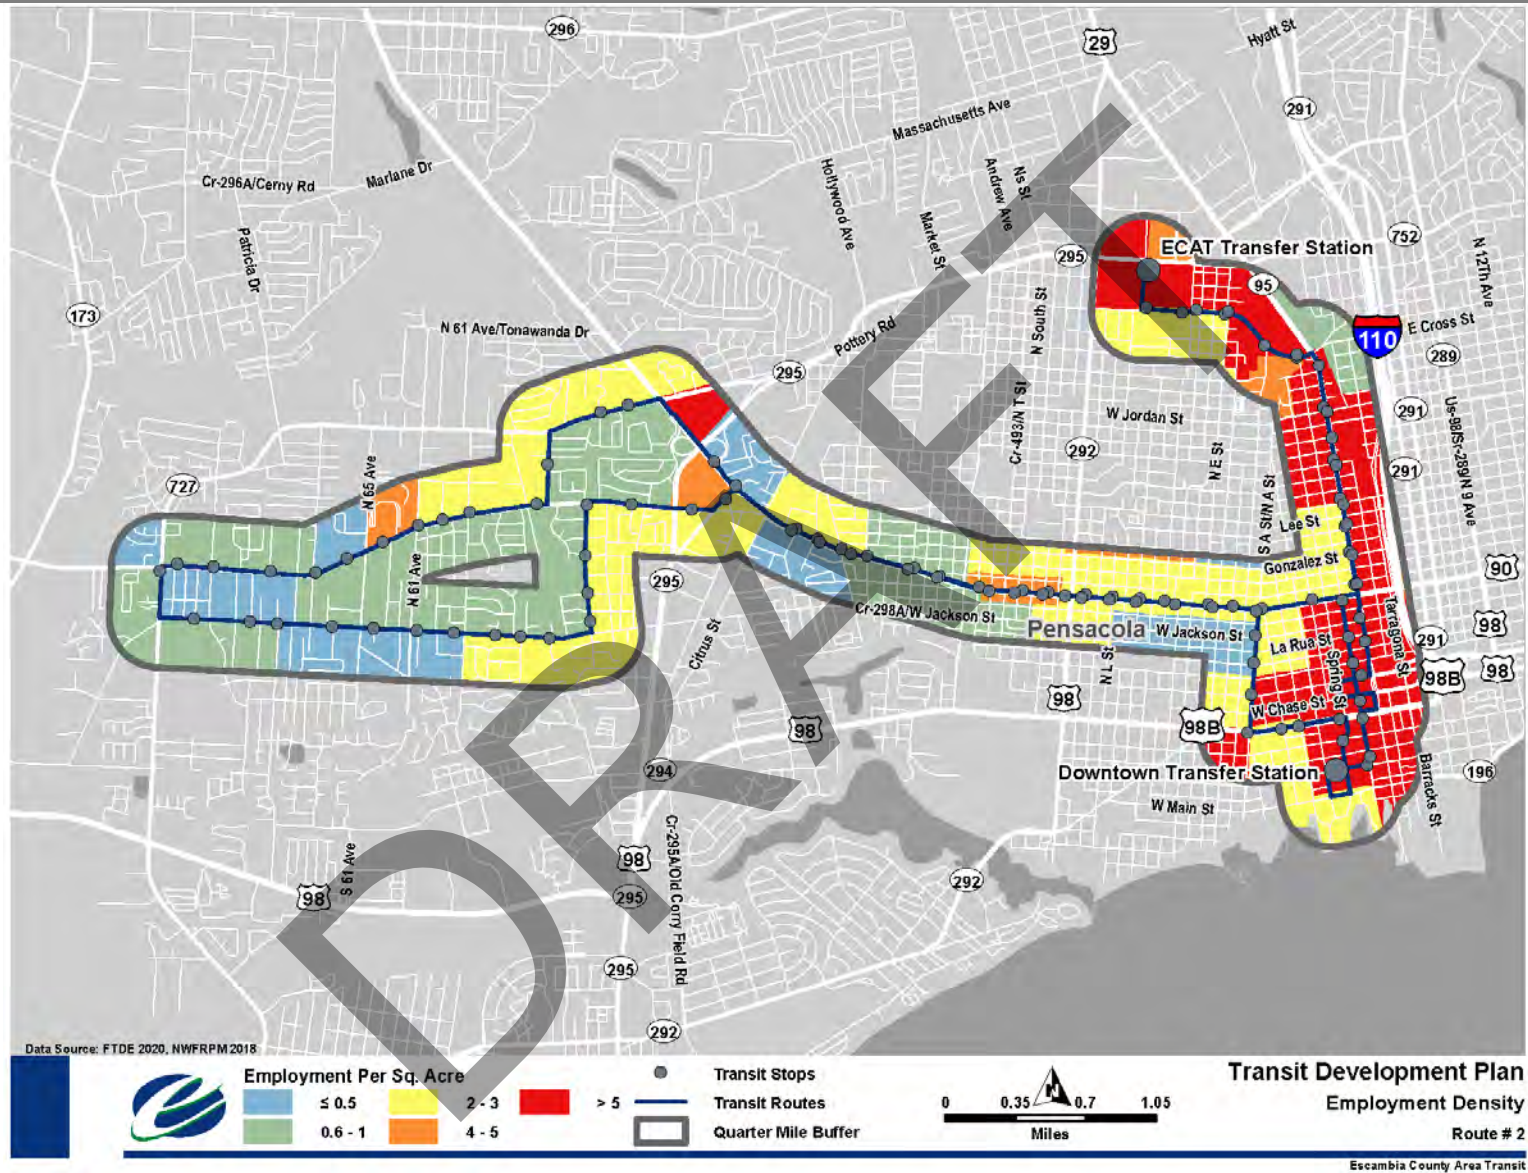 296
29
Hyatt St
291
Massachusetts Ave
Cr-296A/Cerny Rd
Marlane Dr
Hollywood Ave
Andrew Ave
Ns St
Market St
Patricia Dr
295
ECAT Transfer Station
752
N 12Th Ave
95
173
N 61 Ave/Tonawanda Dr
Pottery Rd
N South St
110
E Cross St
289
295
Cr-493/N T St
W Jordan St
291
Us-98/Sr-289/N 9 Ave
292
N E St
291
727
N 65 Ave
S A St/N A St
Lee St
Gonzalez St
90
N 61 Ave
295
Cr-298A/W Jackson St
Pensacola
W Jackson St
Tarragona St
98
291
Citrus St
La Rua St
Spring St
N L St
98
98B
98
98
W Chase St
98B
294
Downtown Transfer Station
Barracks St
196
W Main St
98
Cr-295A/Old Corry Field Rd
S 61 Ave
98
295
292
295
292
DRAFT
Data Source: FTDE 2020, NWFRPM 2018
Employment Per Sq. Acre
≤ 0.5
2 - 3
> 5
0.6 - 1
4 - 5
Transit Stops
Transit Routes
Quarter Mile Buffer
N
0 0.35 0.7 1.05
Miles
Transit Development Plan
Employment Density
Route # 2
Escambia County Area Transit